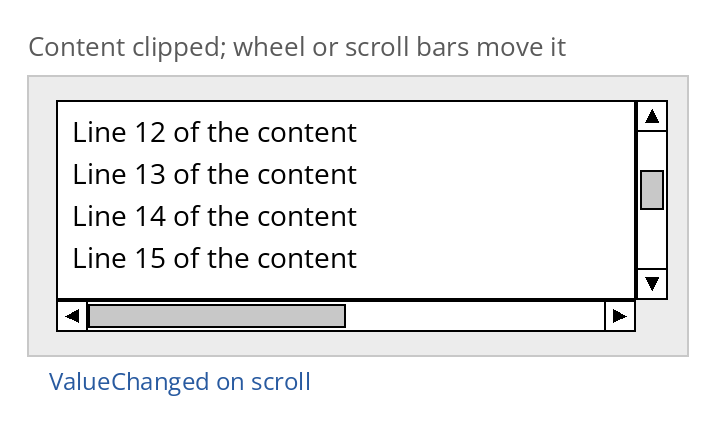 Content clipped; wheel or scroll bars move it
Line 12 of the content
Line 13 of the content
Line 14 of the content
Line 15 of the content
ValueChanged on scroll